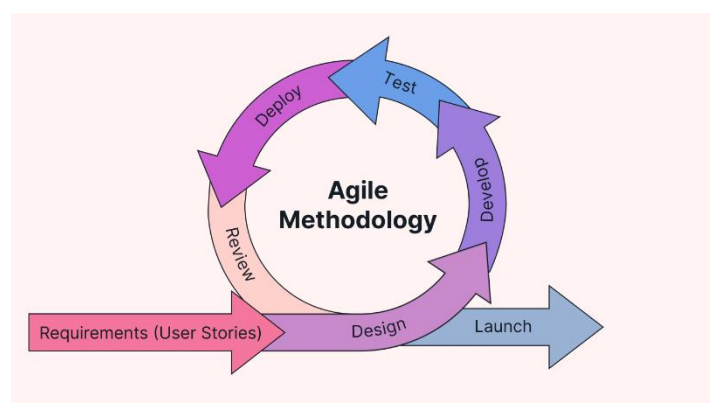 Test
Deploy
Agile
Methodology
Develop
Review
Requirements (User Stories)
Design
Launch